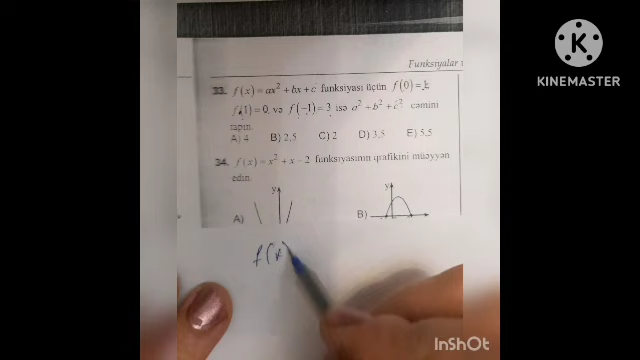 Funksiyalar
K
KINEMASTER
33. f(x) = ax² + bx + c funksiyası üçün f(0) = 1,
f(1) = 0, və f(−1) = 3 isə a² + b² + c² cəmini
tapın.
A) 4 B) 2,5 C) 2 D) 3,5 E) 5,5
34. f(x) = x² + x − 2 funksiyasının qrafikini müəyyən
edin.
A) y B) y
f(x)
InShOt